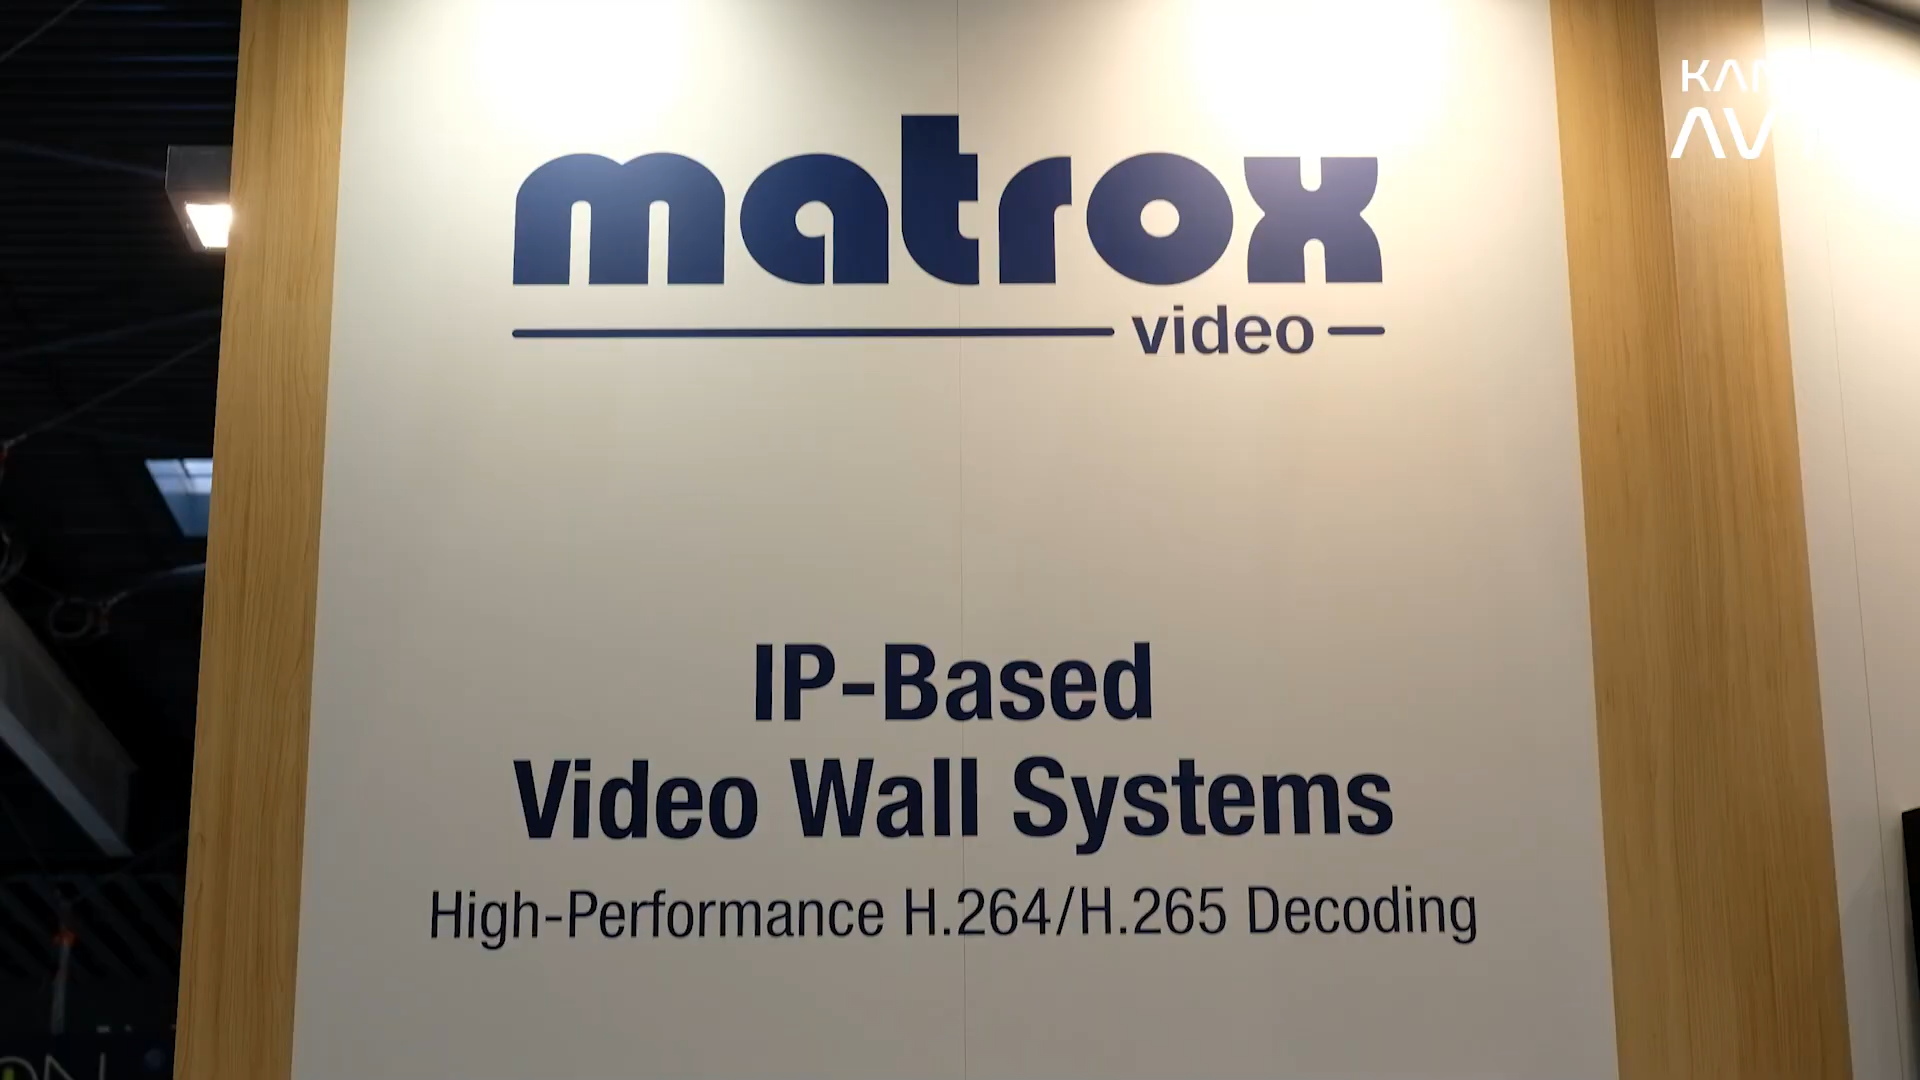 matrox
video
IP-Based
Video Wall Systems
High-Performance H.264/H.265 Decoding